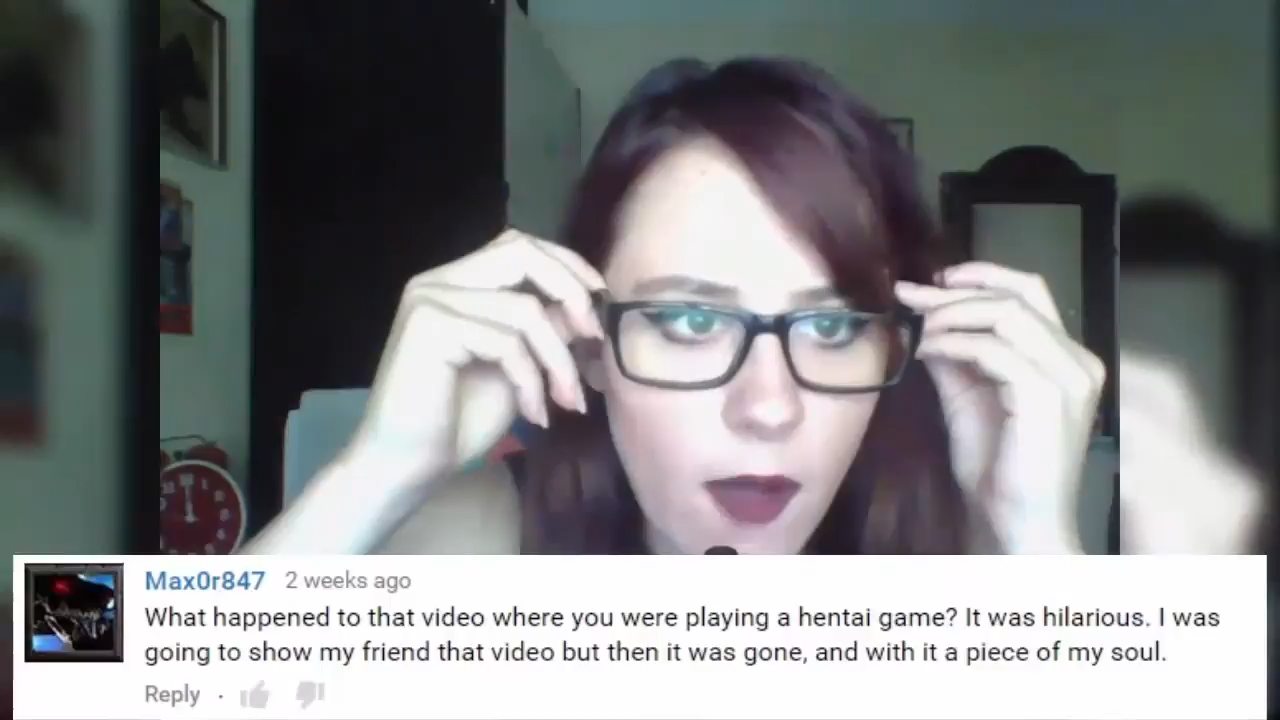 Max0r847 2 weeks ago
What happened to that video where you were playing a hentai game? It was hilarious. I was
going to show my friend that video but then it was gone, and with it a piece of my soul.
Reply ·